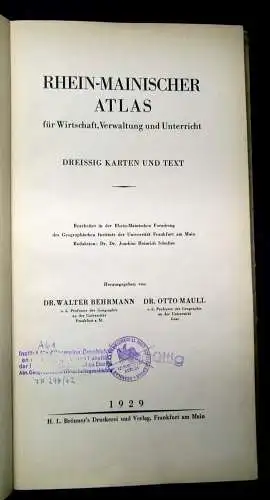 RHEIN-MAINISCHER
ATLAS
für Wirtschaft, Verwaltung und Unterricht
DREISSIG KARTEN UND TEXT
Bearbeitet in der Rhein-Mainischen Forschung
des Geographischen Instituts der Universität Frankfurt am Main
Redaktion: Dr. Dr. Joachim Heinrich Schultze
Herausgegeben von
DR. WALTER BEHRMANN DR. OTTO MAULL
o. ö. Professor der Geographie o. ö. Professor der Geographie
an der Universität an der Universität
Frankfurt a. M. Graz
Institut für
1929
H. L. Brönner's Druckerei und Verlag, Frankfurt am Main